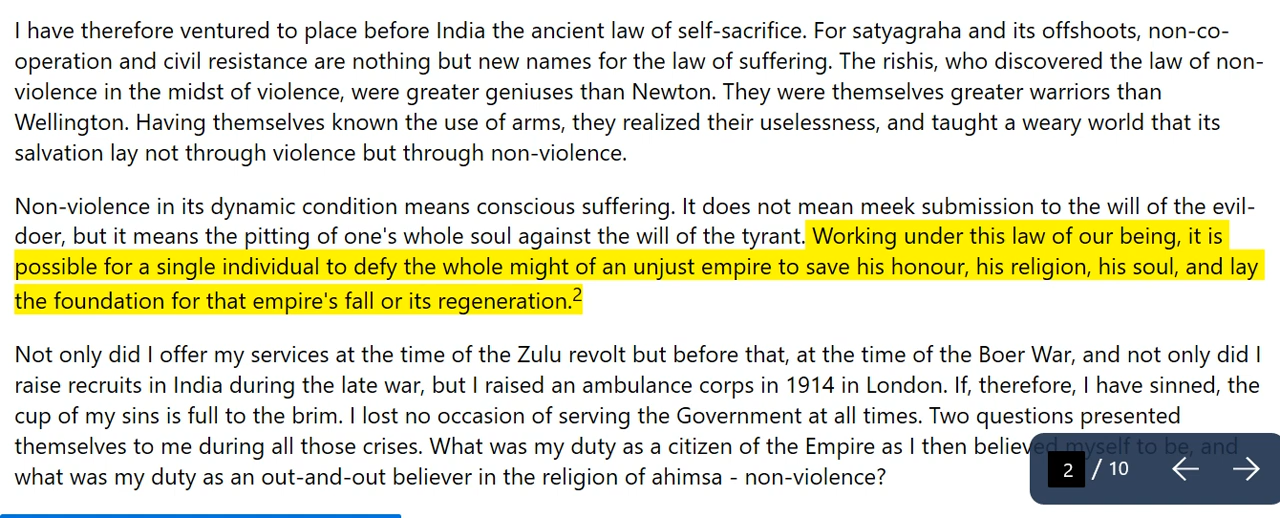 I have therefore ventured to place before India the ancient law of self-sacrifice. For satyagraha and its offshoots, non-co-
operation and civil resistance are nothing but new names for the law of suffering. The rishis, who discovered the law of non-
violence in the midst of violence, were greater geniuses than Newton. They were themselves greater warriors than
Wellington. Having themselves known the use of arms, they realized their uselessness, and taught a weary world that its
salvation lay not through violence but through non-violence.
Non-violence in its dynamic condition means conscious suffering. It does not mean meek submission to the will of the evil-
doer, but it means the pitting of one's whole soul against the will of the tyrant. Working under this law of our being, it is
possible for a single individual to defy the whole might of an unjust empire to save his honour, his religion, his soul, and lay
the foundation for that empire's fall or its regeneration.2
Not only did I offer my services at the time of the Zulu revolt but before that, at the time of the Boer War, and not only did I
raise recruits in India during the late war, but I raised an ambulance corps in 1914 in London. If, therefore, I have sinned, the
cup of my sins is full to the brim. I lost no occasion of serving the Government at all times. Two questions presented
themselves to me during all those crises. What was my duty as a citizen of the Empire as I then believed myself to be, and
what was my duty as an out-and-out believer in the religion of ahimsa - non-violence?
2 / 10